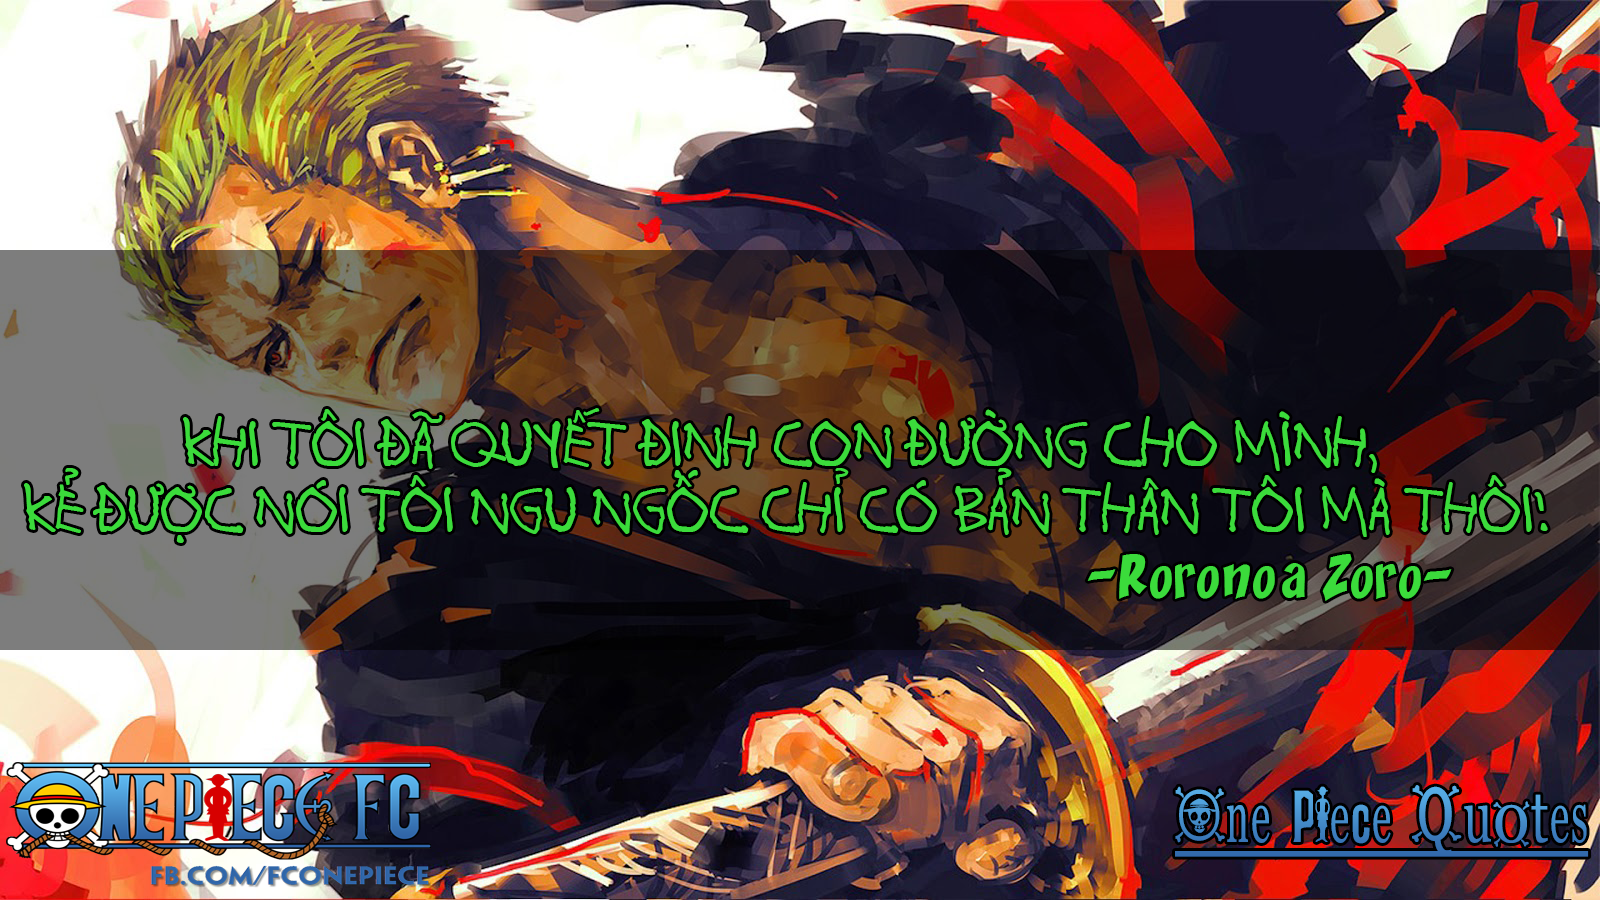 KHI TÔI ĐÃ QUYẾT ĐỊNH CON ĐƯỜNG CHO MÌNH,
KẺ ĐƯỢC NÓI TÔI NGU NGỐC CHỈ CÓ BẢN THÂN TÔI MÀ THÔI!
-Roronoa Zoro-
ONE PIECE FC
FB.COM/FCONEPIECE
One Piece Quotes